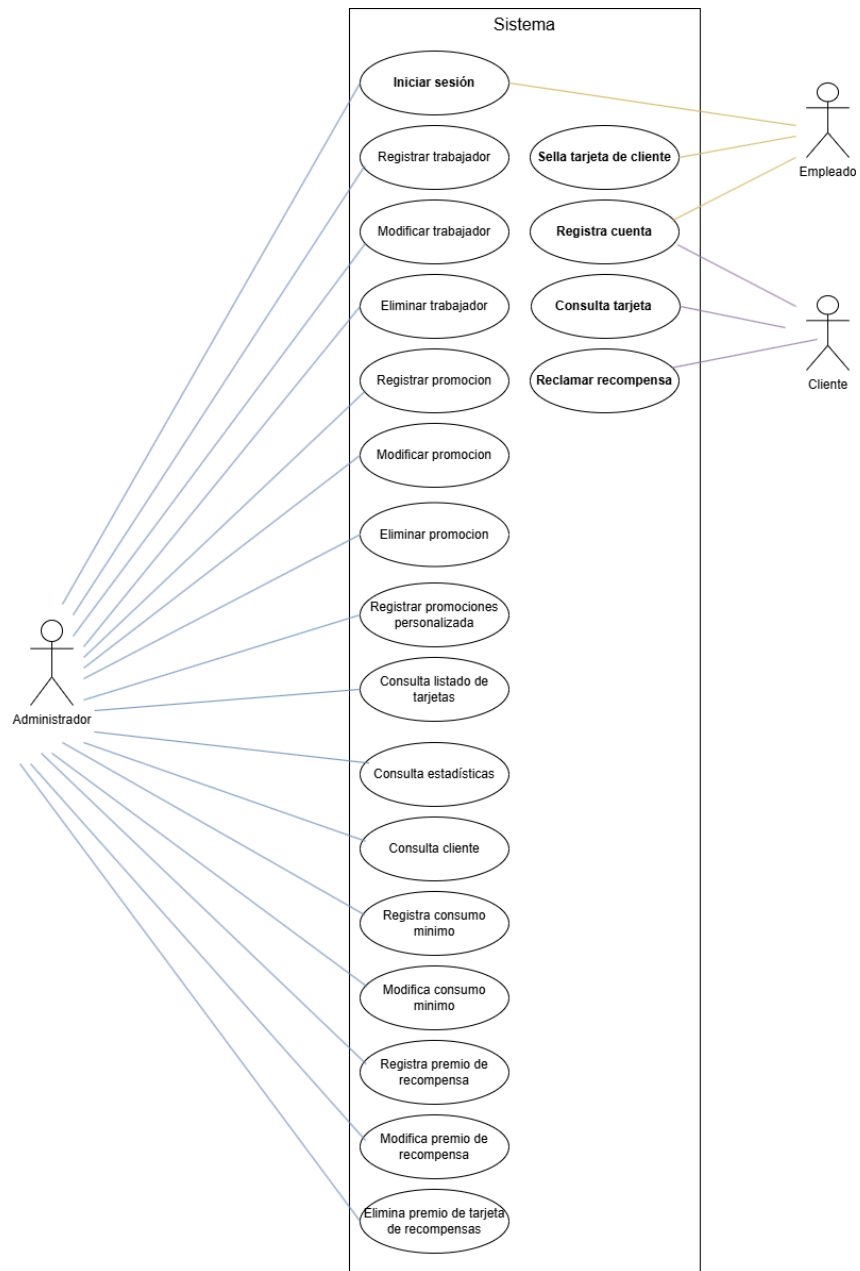 Sistema
Iniciar sesión
Registrar trabajador
Sella tarjeta de cliente
Empleado
Modificar trabajador
Registra cuenta
Eliminar trabajador
Consulta tarjeta
Registrar promocion
Reclamar recompensa
Cliente
Modificar promocion
Eliminar promocion
Registrar promociones
personalizada
Consulta listado de
tarjetas
Administrador
Consulta estadísticas
Consulta cliente
Registra consumo
minimo
Modifica consumo
minimo
Registra premio de
recompensa
Modifica premio de
recompensa
Elimina premio de tarjeta
de recompensas